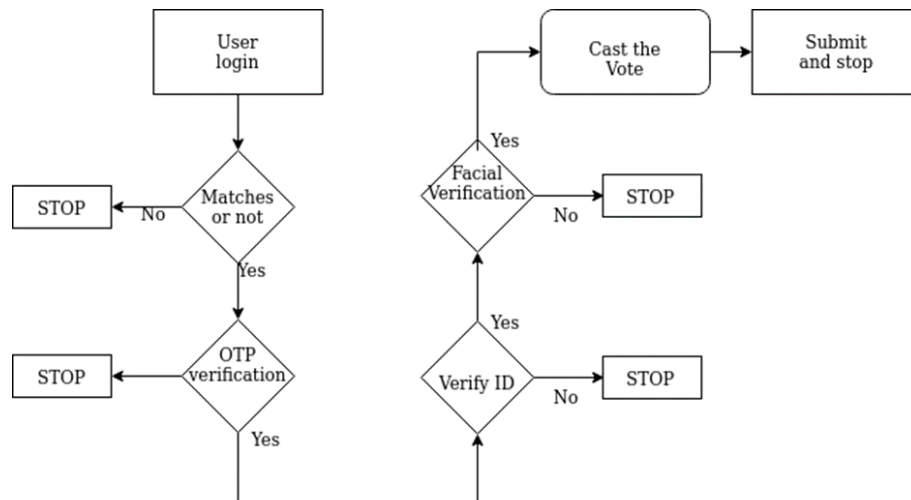 User
login
Matches
or not
No
STOP
Yes
OTP
verification
STOP
Yes
Verify ID
No
STOP
Yes
Facial
Verification
No
STOP
Yes
Cast the
Vote
Submit
and stop